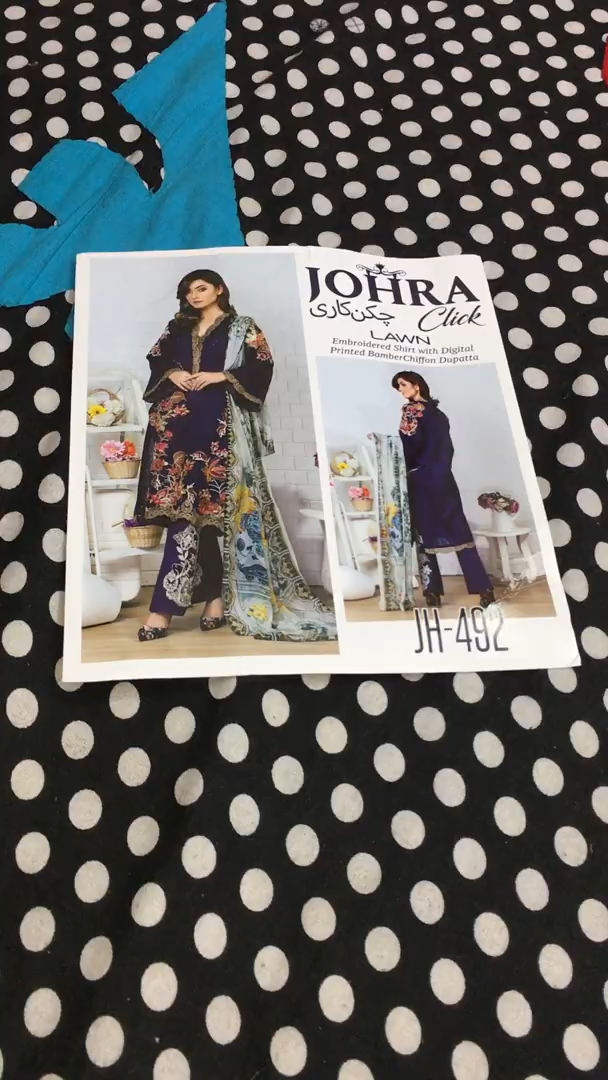 JOHRA
چکن کاری Click
LAWN
Embroidered Shirt with Digital
Printed BamberChiffon Dupatta
JH-492